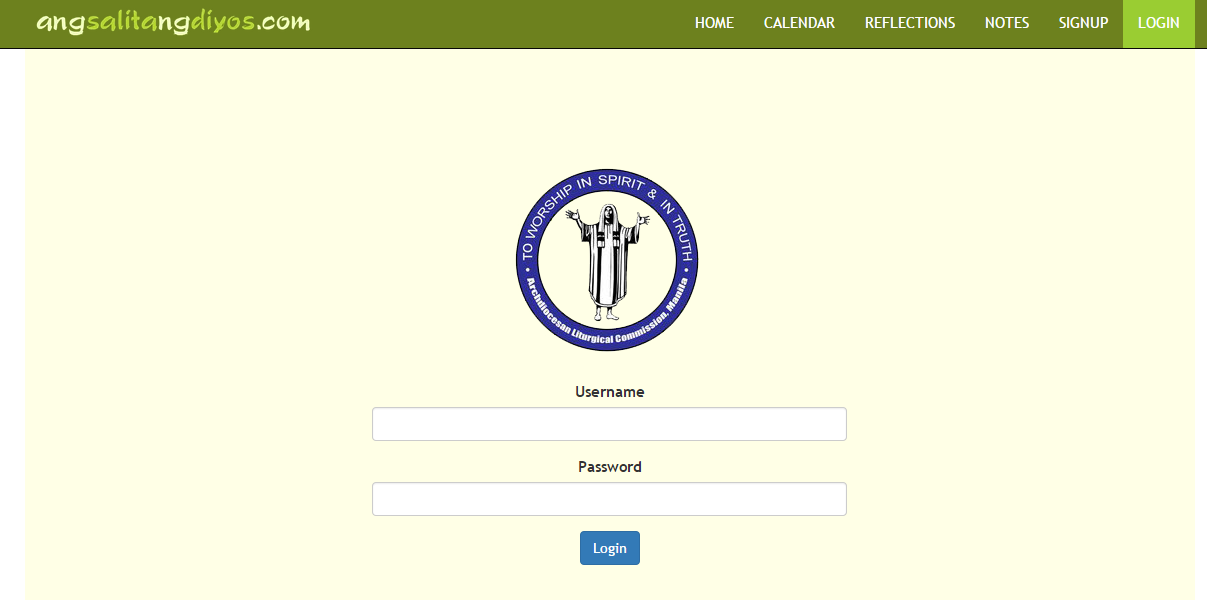 angsalitangdiyos.com
HOME CALENDAR REFLECTIONS NOTES SIGNUP LOGIN
TO WORSHIP IN SPIRIT & IN TRUTH
• Archdiocesan Liturgical Commission, Manila •
Username
Password
Login